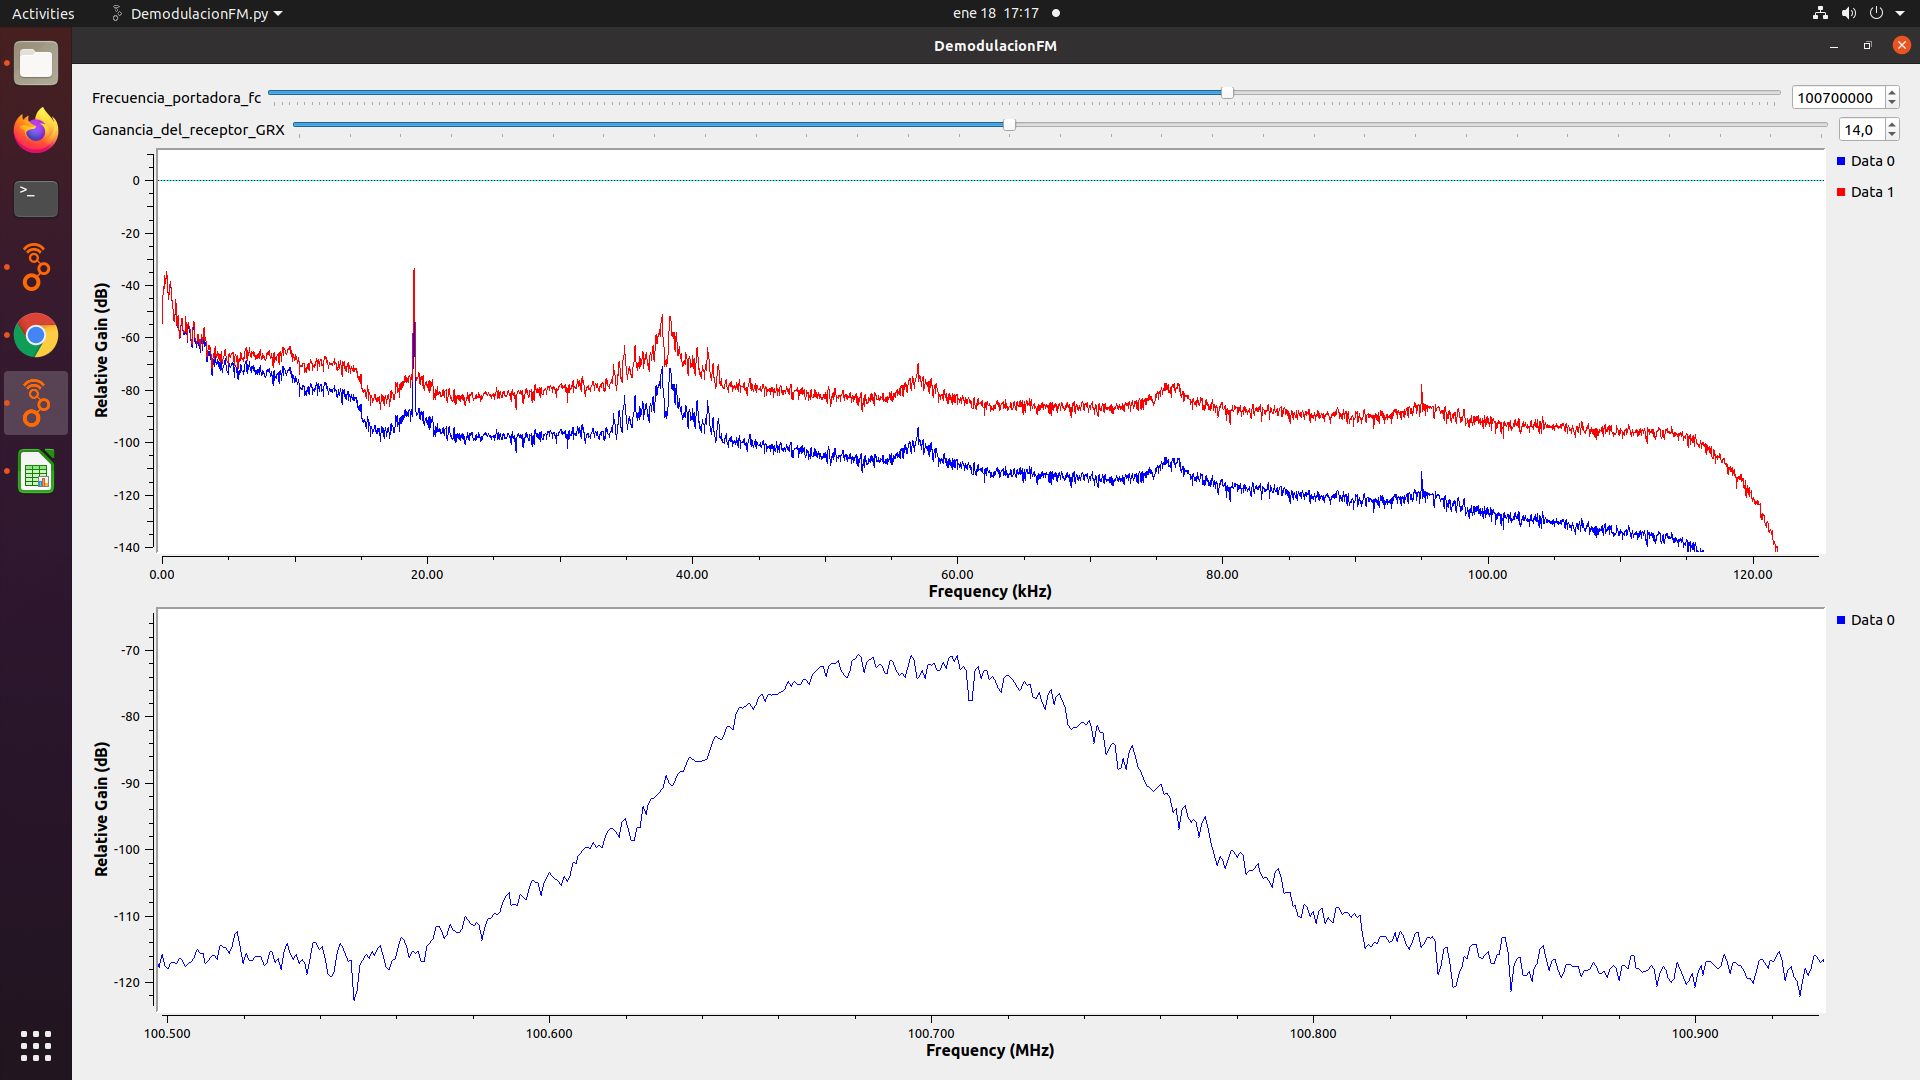 Activities DemodulacionFM.py ene 18 17:17
DemodulacionFM
Frecuencia_portadora_fc 100700000
Ganancia_del_receptor_GRX 14,0
Data 0
Data 1
0
-20
-40
-60
-80
-100
-120
-140
Relative Gain (dB)
0.00 20.00 40.00 60.00 80.00 100.00 120.00
Frequency (kHz)
Data 0
-70
-80
-90
-100
-110
-120
Relative Gain (dB)
100.500 100.600 100.700 100.800 100.900
Frequency (MHz)